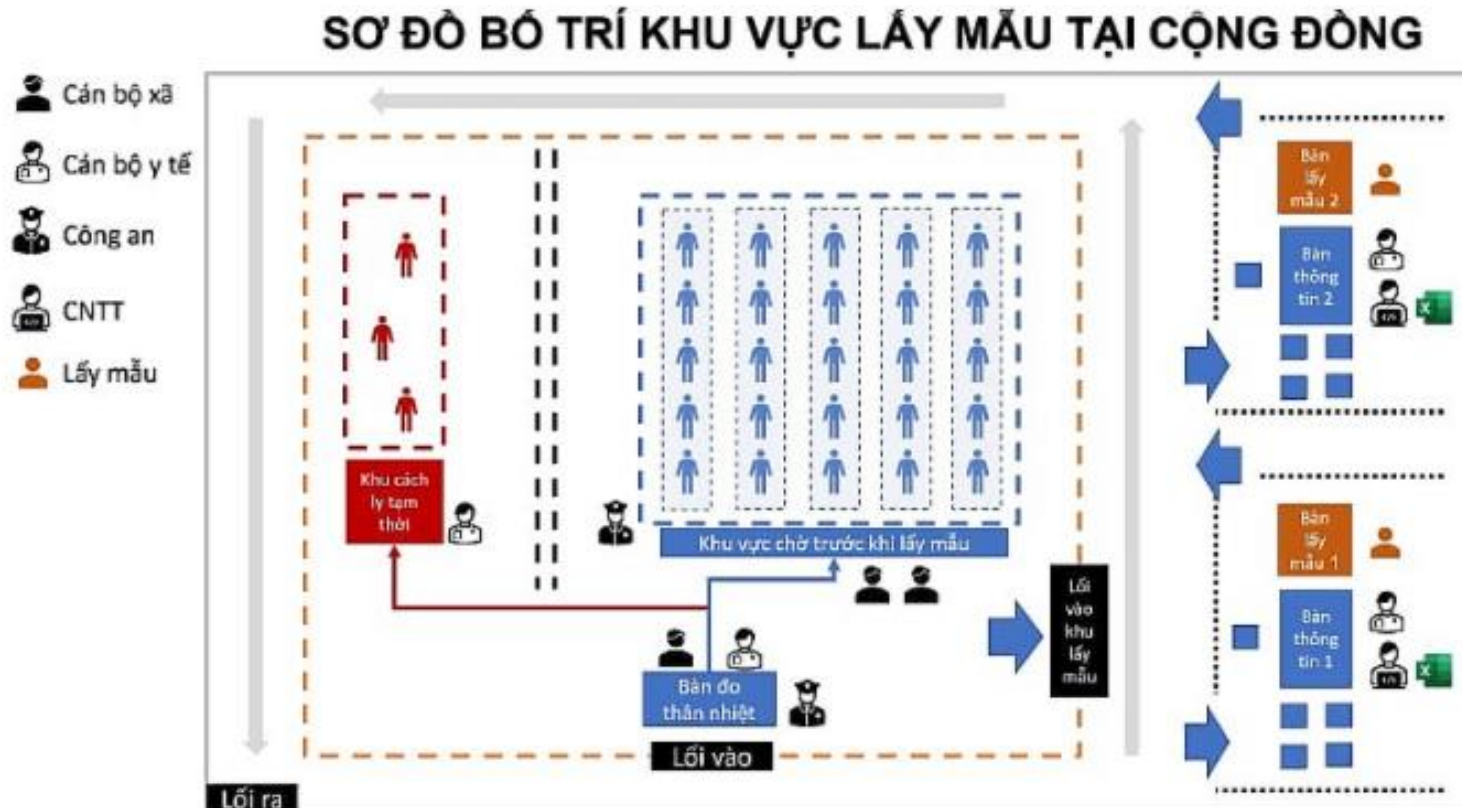 SƠ ĐỒ BỐ TRÍ KHU VỰC LẤY MẪU TẠI CỘNG ĐỒNG
Cán bộ xã
Cán bộ y tế
Công an
CNTT
Lấy mẫu
Khu cách
ly tạm
thời
Khu vực chờ trước khi lấy mẫu
Bàn đo
thân nhiệt
Lối vào
Lối
vào
khu
lấy
mẫu
Lối ra
Bàn
lấy
mẫu 2
Bàn
thông
tin 2
Bàn
lấy
mẫu 1
Bàn
thông
tin 1